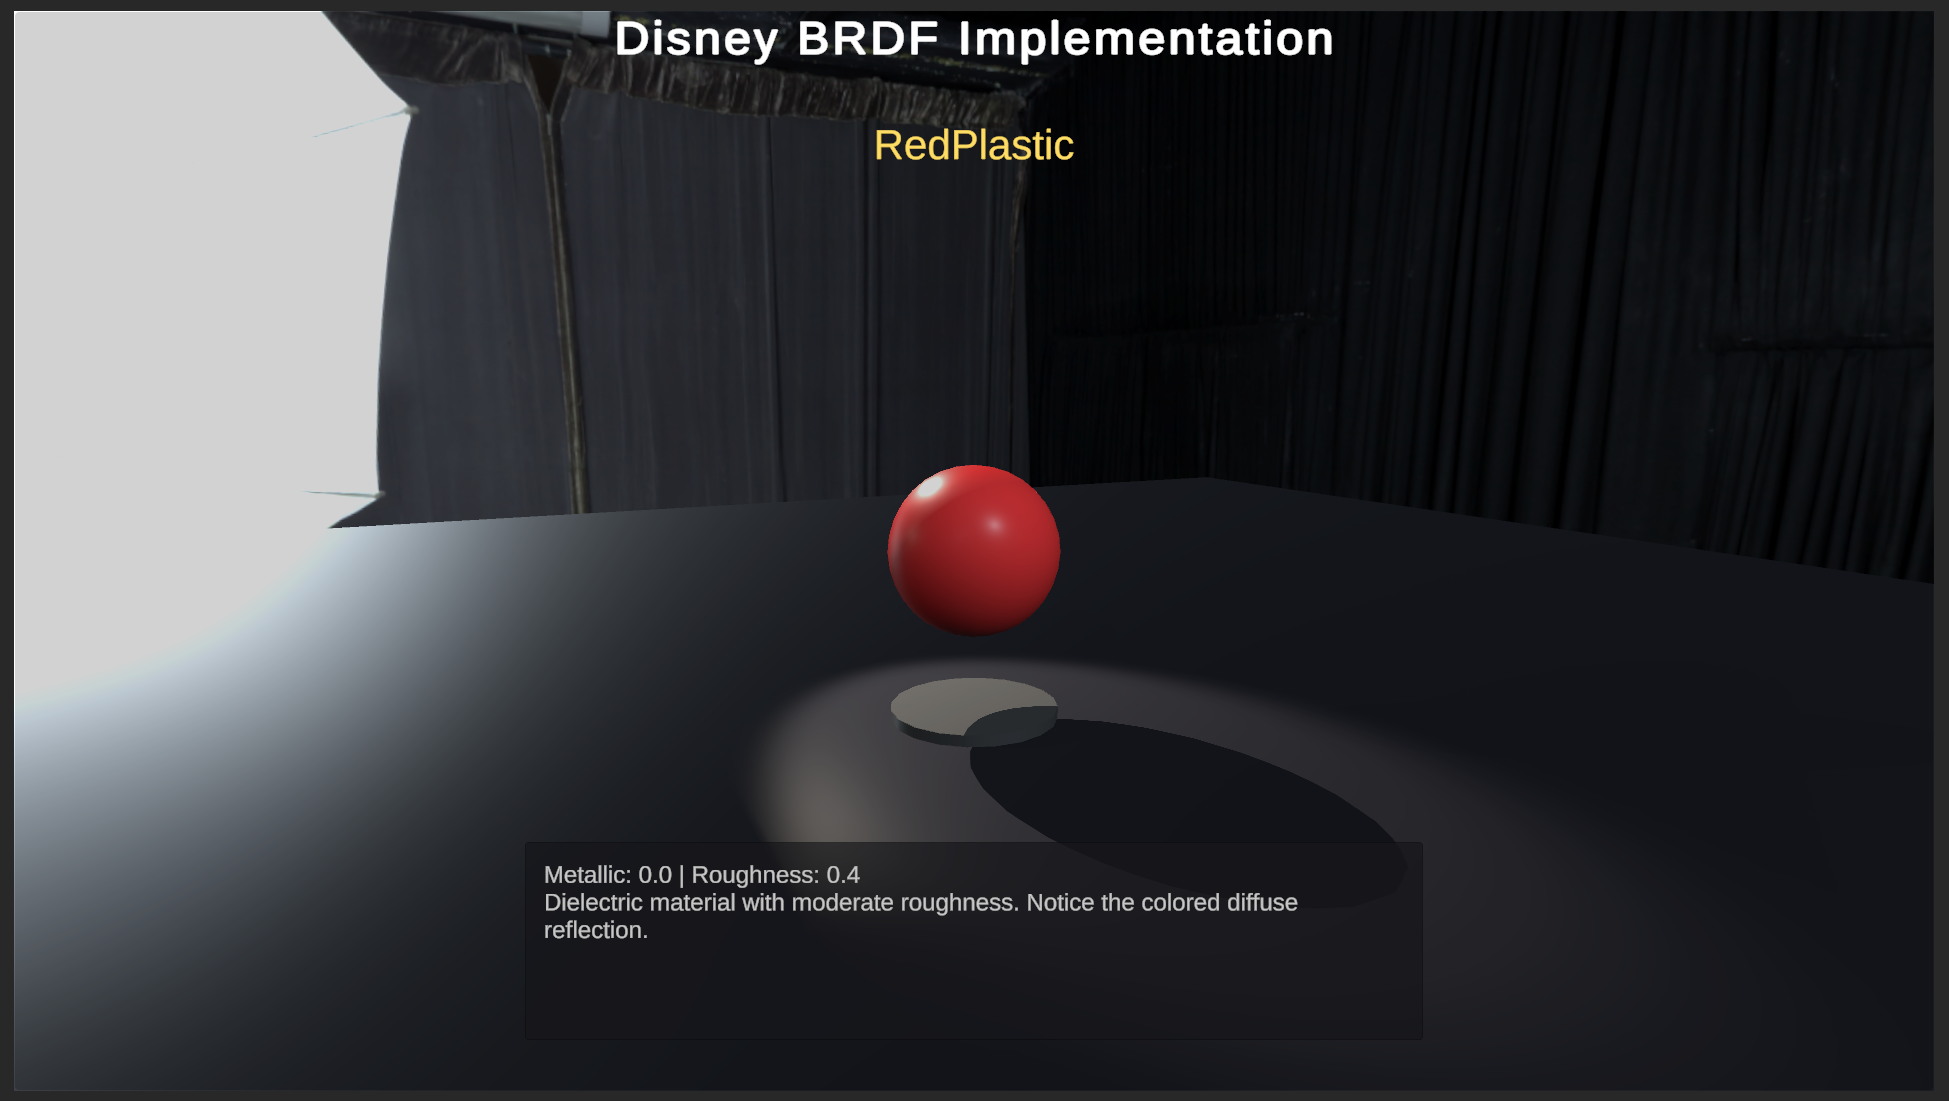 Disney BRDF Implementation
RedPlastic
Metallic: 0.0 | Roughness: 0.4
Dielectric material with moderate roughness. Notice the colored diffuse
reflection.